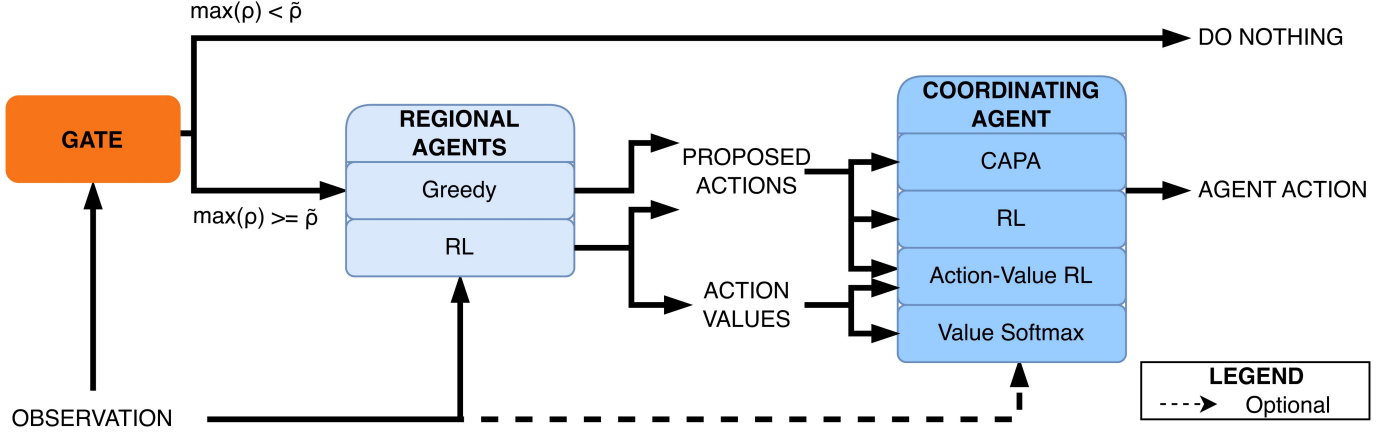 max(ρ) < ρ̃
DO NOTHING
GATE
max(ρ) >= ρ̃
REGIONAL
AGENTS
Greedy
RL
PROPOSED
ACTIONS
ACTION
VALUES
COORDINATING
AGENT
CAPA
RL
Action-Value RL
Value Softmax
AGENT ACTION
OBSERVATION
LEGEND
Optional